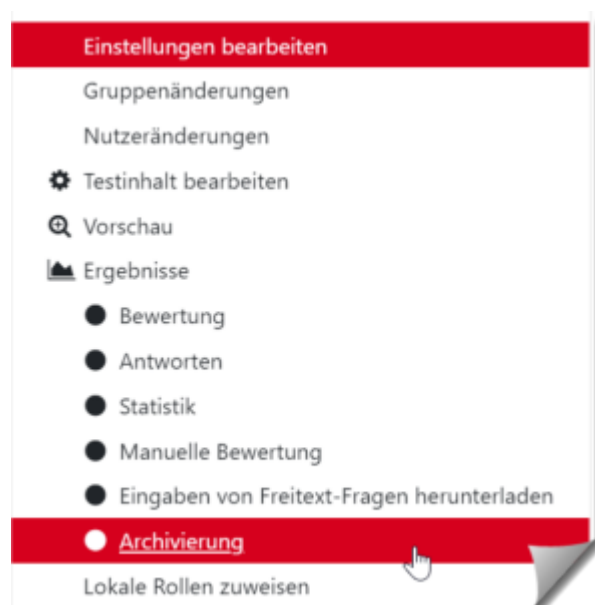 Einstellungen bearbeiten
Gruppenänderungen
Nutzeränderungen
Testinhalt bearbeiten
Vorschau
Ergebnisse
Bewertung
Antworten
Statistik
Manuelle Bewertung
Eingaben von Freitext-Fragen herunterladen
Archivierung
Lokale Rollen zuweisen